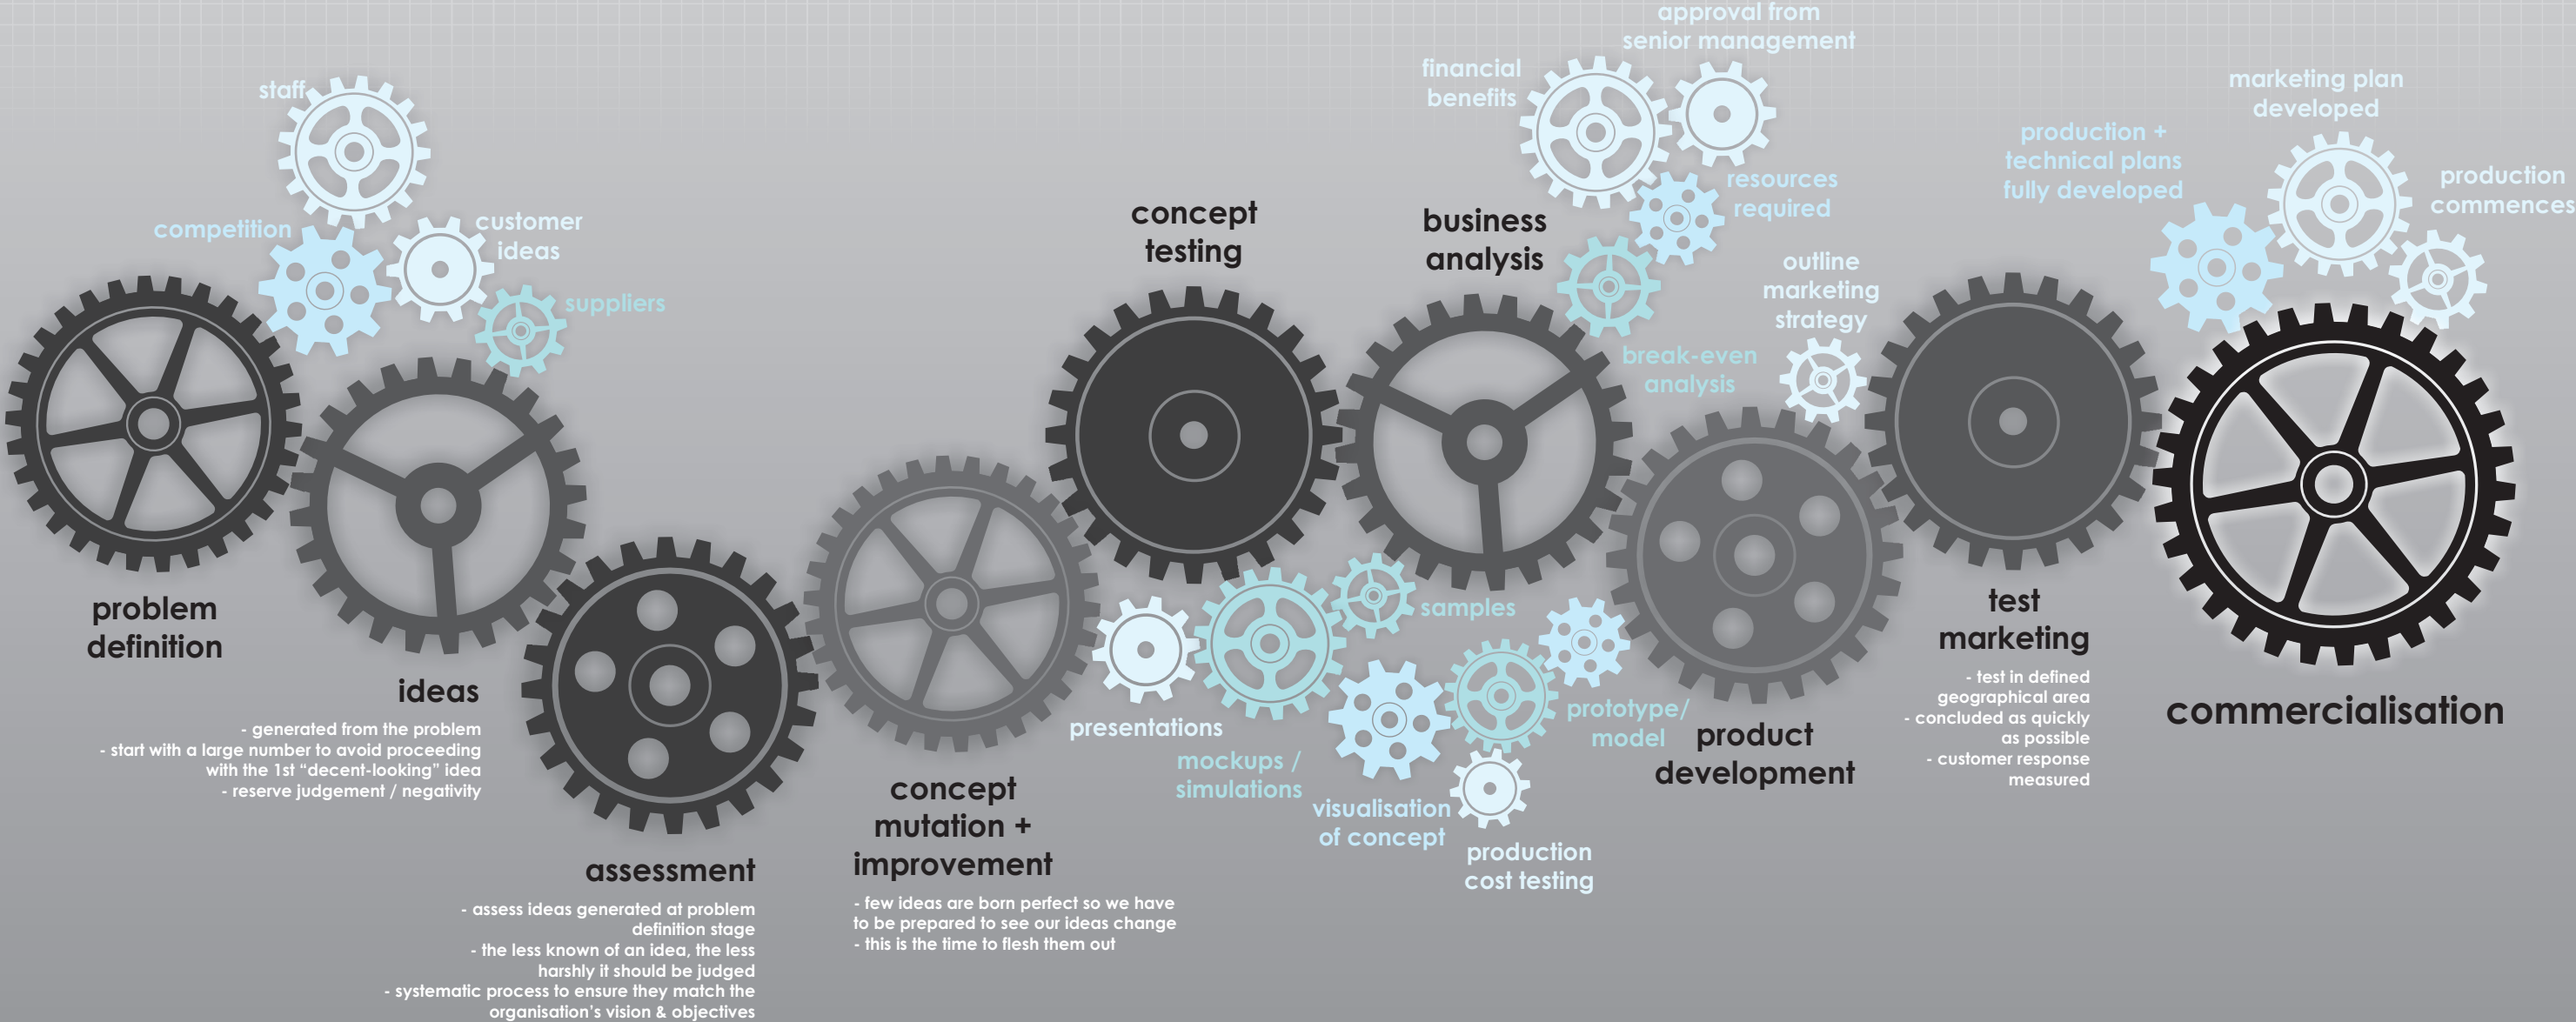 staff
competition
customer
ideas
suppliers
problem
definition
ideas
- generated from the problem
- start with a large number to avoid proceeding
with the 1st “decent-looking” idea
- reserve judgement / negativity
assessment
- assess ideas generated at problem
definition stage
- the less known of an idea, the less
harshly it should be judged
- systematic process to ensure they match the
organisation’s vision & objectives
concept
mutation +
improvement
- few ideas are born perfect so we have
to be prepared to see our ideas change
- this is the time to flesh them out
concept
testing
presentations
mockups /
simulations
samples
visualisation
of concept
production
cost testing
prototype/
model
business
analysis
financial
benefits
approval from
senior management
resources
required
break-even
analysis
product
development
outline
marketing
strategy
test
marketing
- test in defined
geographical area
- concluded as quickly
as possible
- customer response
measured
production +
technical plans
fully developed
marketing plan
developed
production
commences
commercialisation